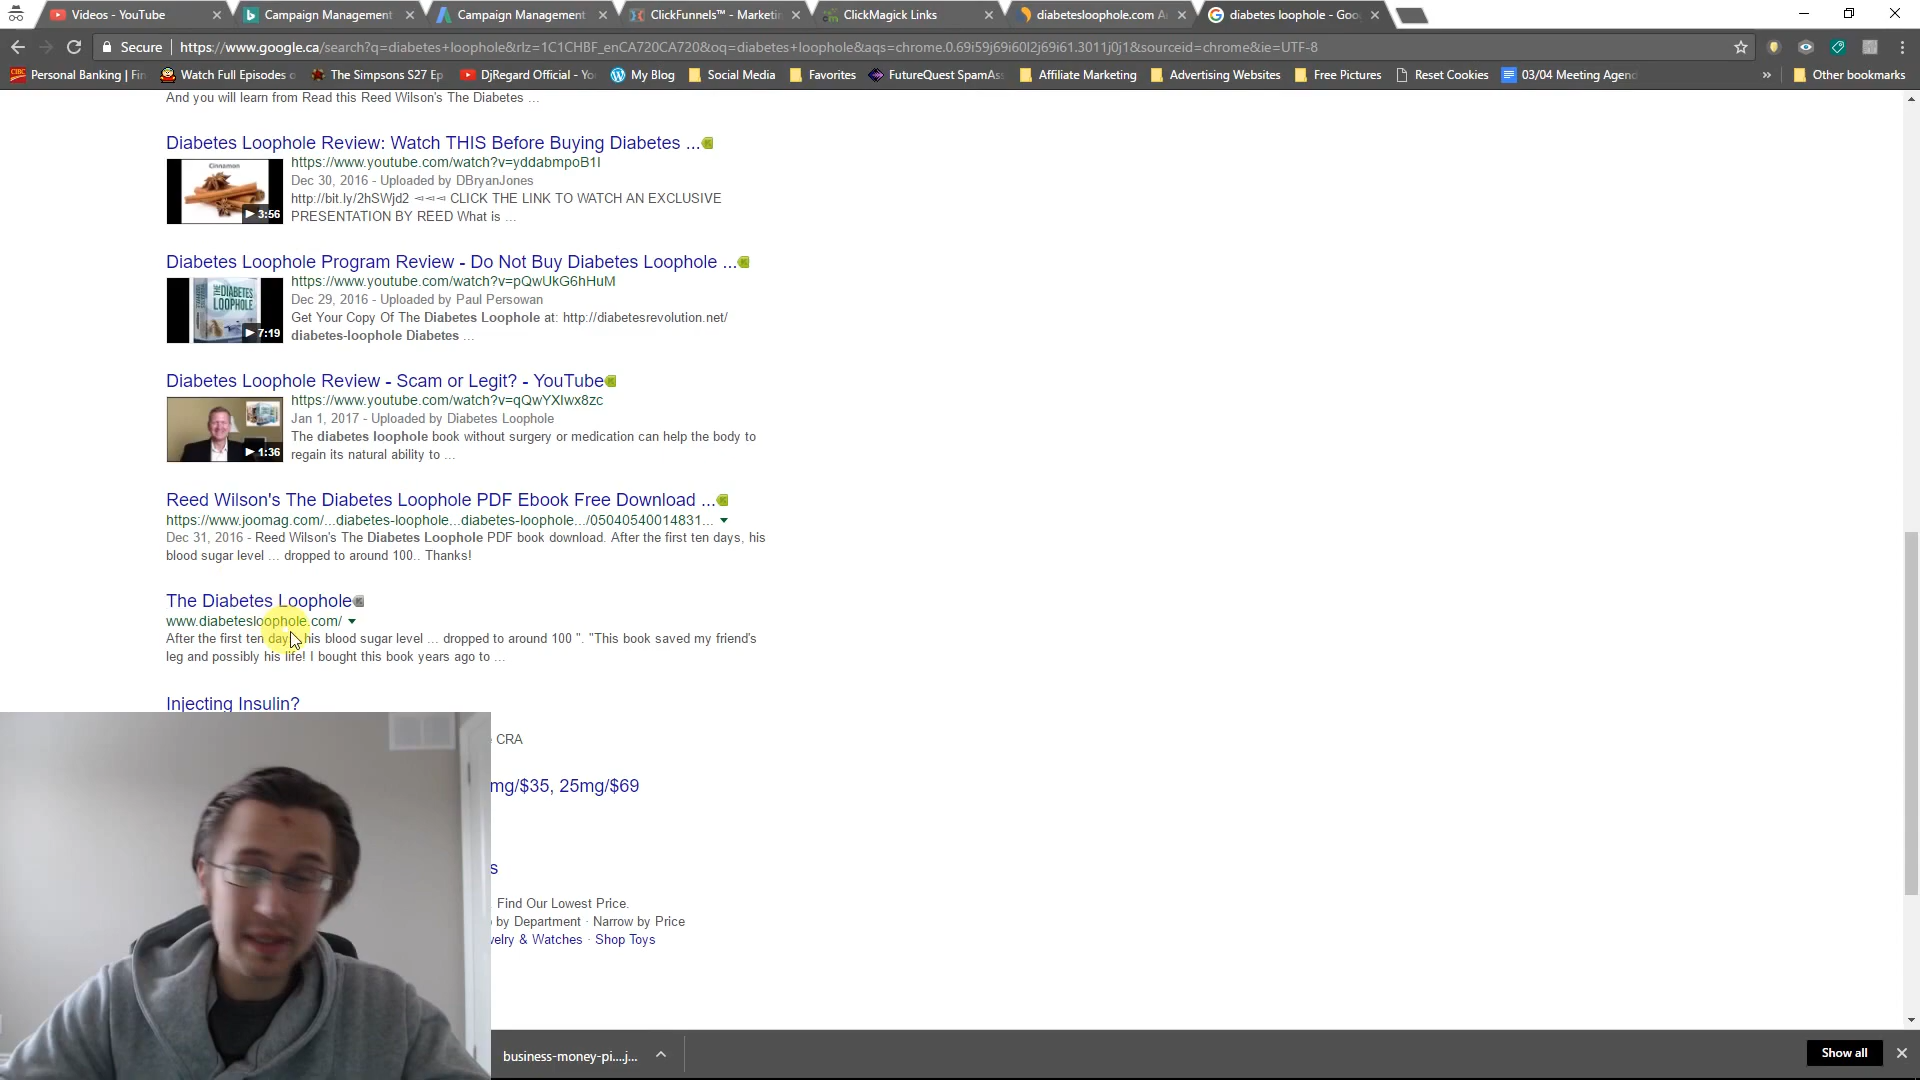 Videos - YouTube
Campaign Management
Campaign Management
ClickFunnels™ - Marketi
ClickMagick Links
diabetesloophole.com A
diabetes loophole - Goo
Secure
https://www.google.ca/search?q=diabetes+loophole&rlz=1C1CHBF_enCA720CA720&oq=diabetes+loophole&aqs=chrome.0.69i59j69i60l2j69i61.3011j0j1&sourceid=chrome&ie=UTF-8
CIBC Personal Banking | Fin
Watch Full Episodes o
The Simpsons S27 Ep
DjRegard Official - Yo
My Blog
Social Media
Favorites
FutureQuest SpamAs
Affiliate Marketing
Advertising Websites
Free Pictures
Reset Cookies
03/04 Meeting Agend
»
Other bookmarks
And you will learn from Read this Reed Wilson's The Diabetes ...
Diabetes Loophole Review: Watch THIS Before Buying Diabetes ...
Cinnamon
3:56
https://www.youtube.com/watch?v=yddabmpoB1I
Dec 30, 2016 - Uploaded by DBryanJones
http://bit.ly/2hSWjd2 ◅◅◅ CLICK THE LINK TO WATCH AN EXCLUSIVE
PRESENTATION BY REED What is ...
Diabetes Loophole Program Review - Do Not Buy Diabetes Loophole ...
THE DIABETES LOOPHOLE
7:19
https://www.youtube.com/watch?v=pQwUkG6hHuM
Dec 29, 2016 - Uploaded by Paul Persowan
Get Your Copy Of The Diabetes Loophole at: http://diabetesrevolution.net/
diabetes-loophole Diabetes ...
Diabetes Loophole Review - Scam or Legit? - YouTube
1:36
https://www.youtube.com/watch?v=qQwYXIwx8zc
Jan 1, 2017 - Uploaded by Diabetes Loophole
The diabetes loophole book without surgery or medication can help the body to
regain its natural ability to ...
Reed Wilson's The Diabetes Loophole PDF Ebook Free Download ...
https://www.joomag.com/...diabetes-loophole...diabetes-loophole.../05040540014831...
Dec 31, 2016 - Reed Wilson's The Diabetes Loophole PDF book download. After the first ten days, his
blood sugar level ... dropped to around 100.. Thanks!
The Diabetes Loophole
www.diabetesloophole.com/
After the first ten days his blood sugar level ... dropped to around 100 ". "This book saved my friend's
leg and possibly his life! I bought this book years ago to ...
Injecting Insulin?
CRA
mg/$35, 25mg/$69
s
Find Our Lowest Price.
by Department · Narrow by Price
welry & Watches · Shop Toys
business-money-pi....j...
Show all